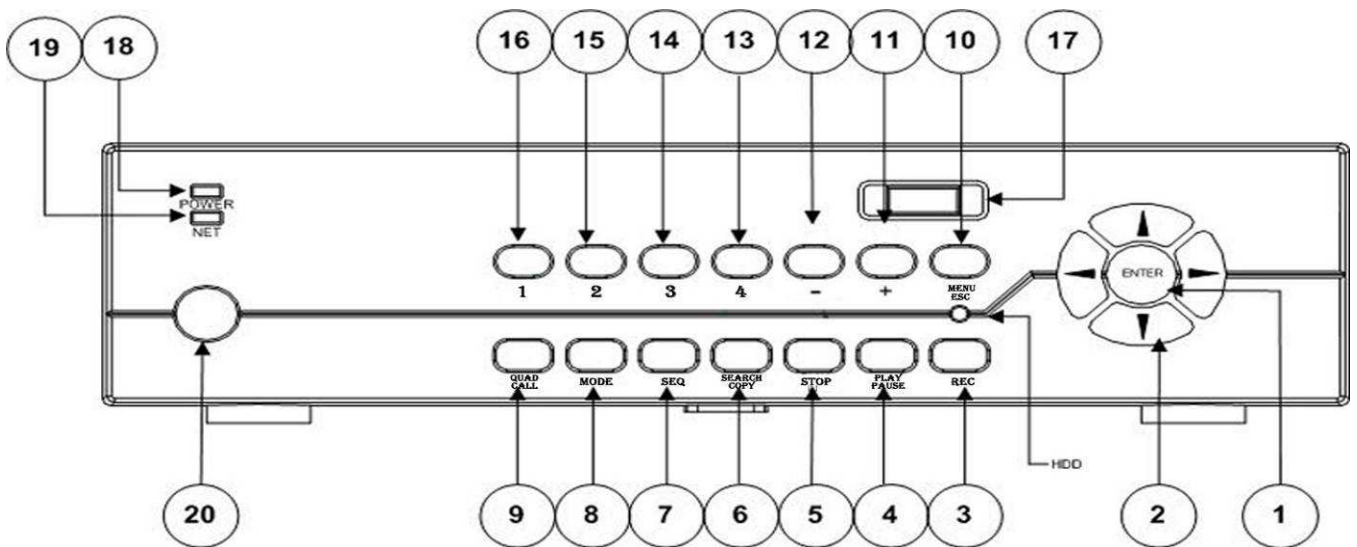 19 18 16 15 14 13 12 11 10 17
POWER
NET
ENTER
1 2 3 4 - + MENU
ESC
QUAD
CALL
MODE
SEQ
SEARCH
COPY
STOP
PLAY
PAUSE
REC
HDD
20 9 8 7 6 5 4 3 2 1